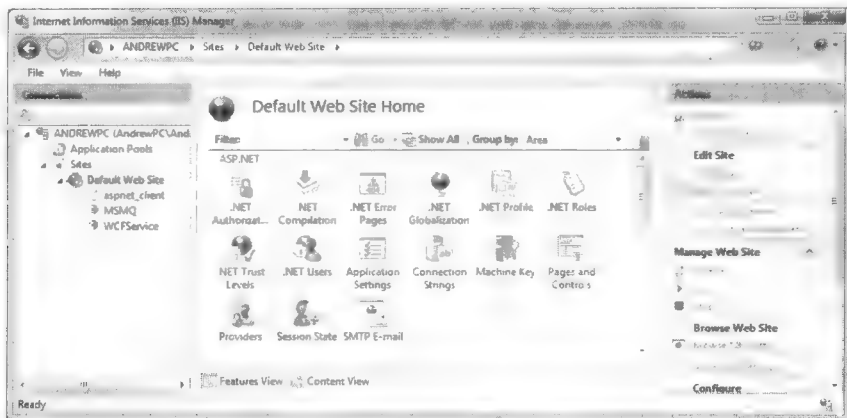 Internet Information Services (IIS) Manager
ANDREWPC Sites Default Web Site
File View Help
Connections
ANDREWPC (AndrewPC\And
Application Pools
Sites
Default Web Site
aspnet_client
MSMQ
WCFService
Default Web Site Home
Filter: Go Show All Group by: Area
ASP.NET
.NET Authorizat...
.NET Compilation
.NET Error Pages
.NET Globalization
.NET Profile
.NET Roles
.NET Trust Levels
.NET Users
Application Settings
Connection Strings
Machine Key
Pages and Controls
Providers
Session State
SMTP E-mail
Features View Content View
Actions
Edit Site
Manage Web Site
Browse Web Site
Configure
Ready